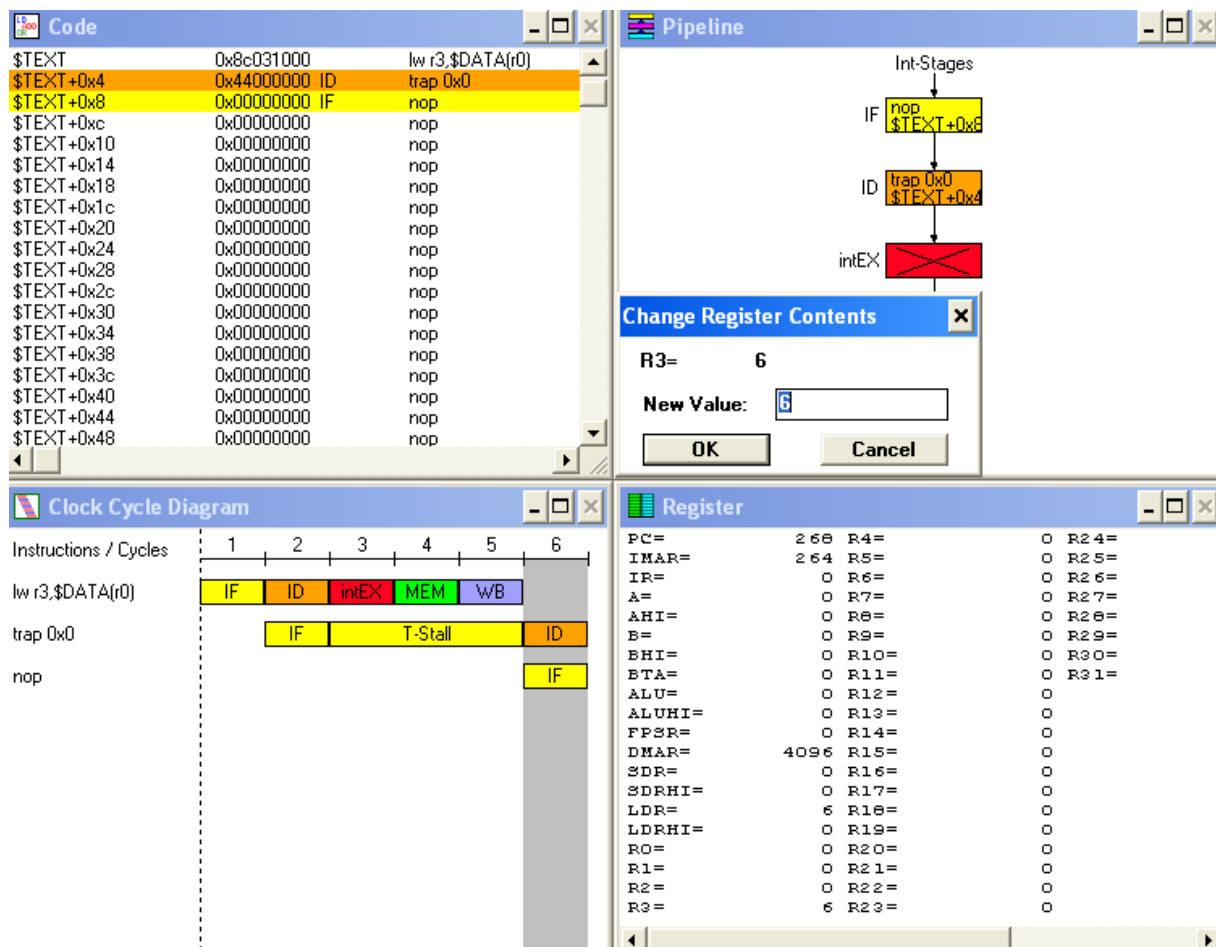 Code
$TEXT 0x8c031000 lw r3,$DATA(r0)
$TEXT+0x4 0x44000000 ID trap 0x0
$TEXT+0x8 0x00000000 IF nop
$TEXT+0xc 0x00000000 nop
$TEXT+0x10 0x00000000 nop
$TEXT+0x14 0x00000000 nop
$TEXT+0x18 0x00000000 nop
$TEXT+0x1c 0x00000000 nop
$TEXT+0x20 0x00000000 nop
$TEXT+0x24 0x00000000 nop
$TEXT+0x28 0x00000000 nop
$TEXT+0x2c 0x00000000 nop
$TEXT+0x30 0x00000000 nop
$TEXT+0x34 0x00000000 nop
$TEXT+0x38 0x00000000 nop
$TEXT+0x3c 0x00000000 nop
$TEXT+0x40 0x00000000 nop
$TEXT+0x44 0x00000000 nop
$TEXT+0x48 0x00000000 nop
Pipeline
Int-Stages
IF nop
$TEXT+0x8
ID trap 0x0
$TEXT+0x4
intEX
Change Register Contents
R3= 6
New Value: 6
OK Cancel
Clock Cycle Diagram
Instructions / Cycles 1 2 3 4 5 6
lw r3,$DATA(r0) IF ID intEX MEM WB
trap 0x0 IF T-Stall ID
nop IF
Register
PC= 268 R4= 0 R24=
IMAR= 264 R5= 0 R25=
IR= 0 R6= 0 R26=
A= 0 R7= 0 R27=
AHI= 0 R8= 0 R28=
B= 0 R9= 0 R29=
BHI= 0 R10= 0 R30=
BTA= 0 R11= 0 R31=
ALU= 0 R12= 0
ALUHI= 0 R13= 0
FPSR= 0 R14= 0
DMAR= 4096 R15= 0
SDR= 0 R16= 0
SDRHI= 0 R17= 0
LDR= 6 R18= 0
LDRHI= 0 R19= 0
R0= 0 R20= 0
R1= 0 R21= 0
R2= 0 R22= 0
R3= 6 R23= 0